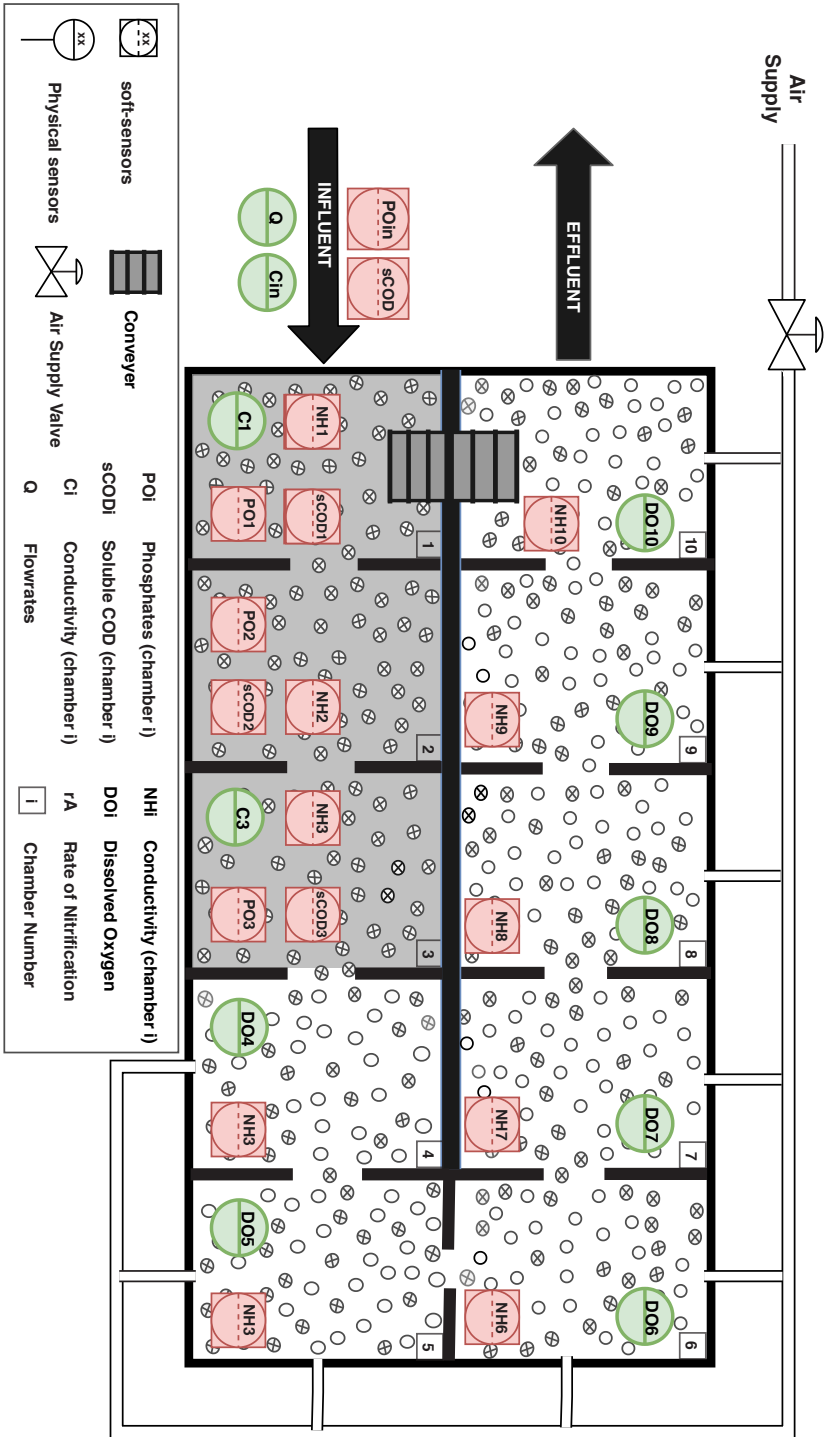 Air
Supply
EFFLUENT
INFLUENT
POin
sCOD
Q
Cin
DO10
NH10
10
DO9
NH9
9
DO8
NH8
8
DO7
NH7
7
DO6
NH6
6
NH1
C1
sCOD1
PO1
1
PO2
NH2
sCOD2
2
NH3
C3
sCOD3
PO3
3
DO4
NH3
4
DO5
NH3
5
xx
soft-sensors
xx
Physical sensors
Conveyer
Air Supply Valve
POi Phosphates (chamber i)
sCODi Soluble COD (chamber i)
Ci Conductivity (chamber i)
Q Flowrates
NHi Conductivity (chamber i)
DOi Dissolved Oxygen
rA Rate of Nitrification
i Chamber Number